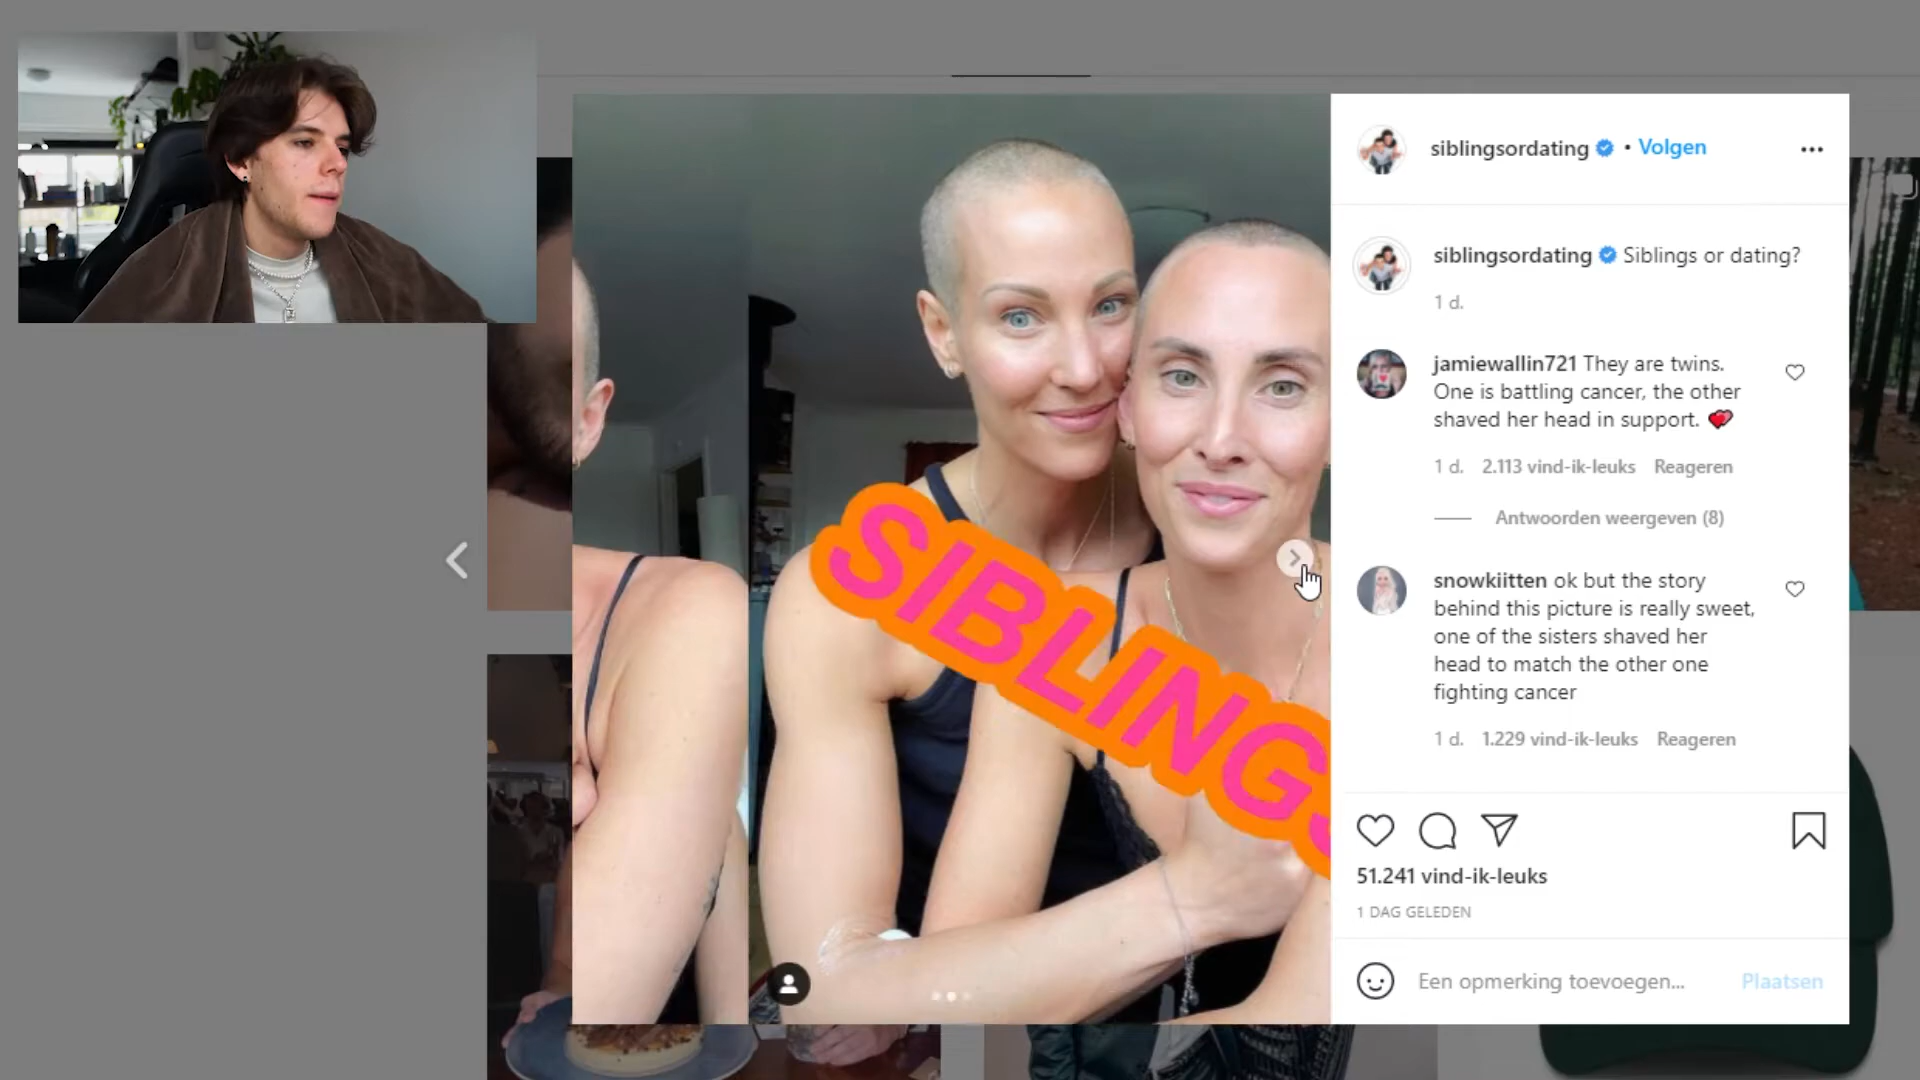 siblingsordating • Volgen
siblingsordating Siblings or dating?
1 d.
jamiewallin721 They are twins.
One is battling cancer, the other
shaved her head in support.
1 d. 2.113 vind-ik-leuks Reageren
Antwoorden weergeven (8)
snowkiitten ok but the story
behind this picture is really sweet,
one of the sisters shaved her
head to match the other one
fighting cancer
1 d. 1.229 vind-ik-leuks Reageren
51.241 vind-ik-leuks
1 DAG GELEDEN
Een opmerking toevoegen... Plaatsen
SIBLINGS